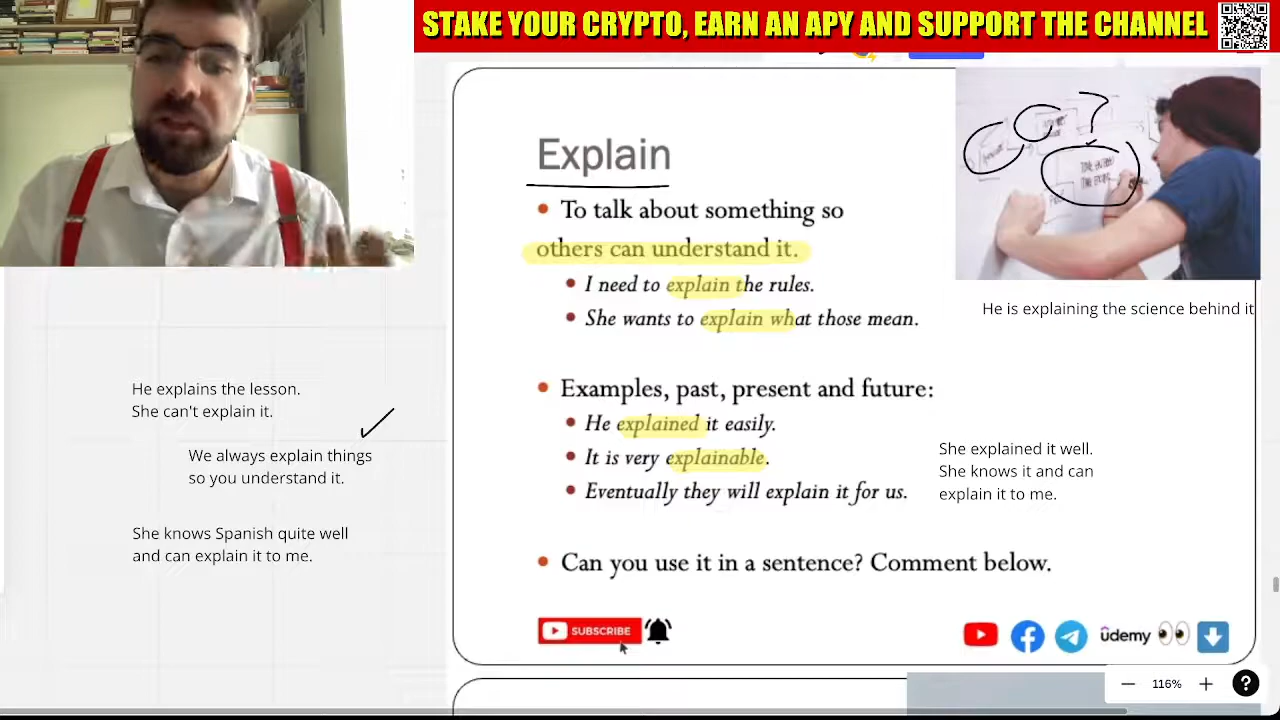 STAKE YOUR CRYPTO, EARN AN APY AND SUPPORT THE CHANNEL
Explain
To talk about something so
others can understand it.
I need to explain the rules.
She wants to explain what those mean.
He is explaining the science behind it
Examples, past, present and future:
He explained it easily.
It is very explainable.
Eventually they will explain it for us.
Can you use it in a sentence? Comment below.
He explains the lesson.
She can't explain it.
We always explain things
so you understand it.
She knows Spanish quite well
and can explain it to me.
She explained it well.
She knows it and can
explain it to me.
SUBSCRIBE
ûdemy
116%